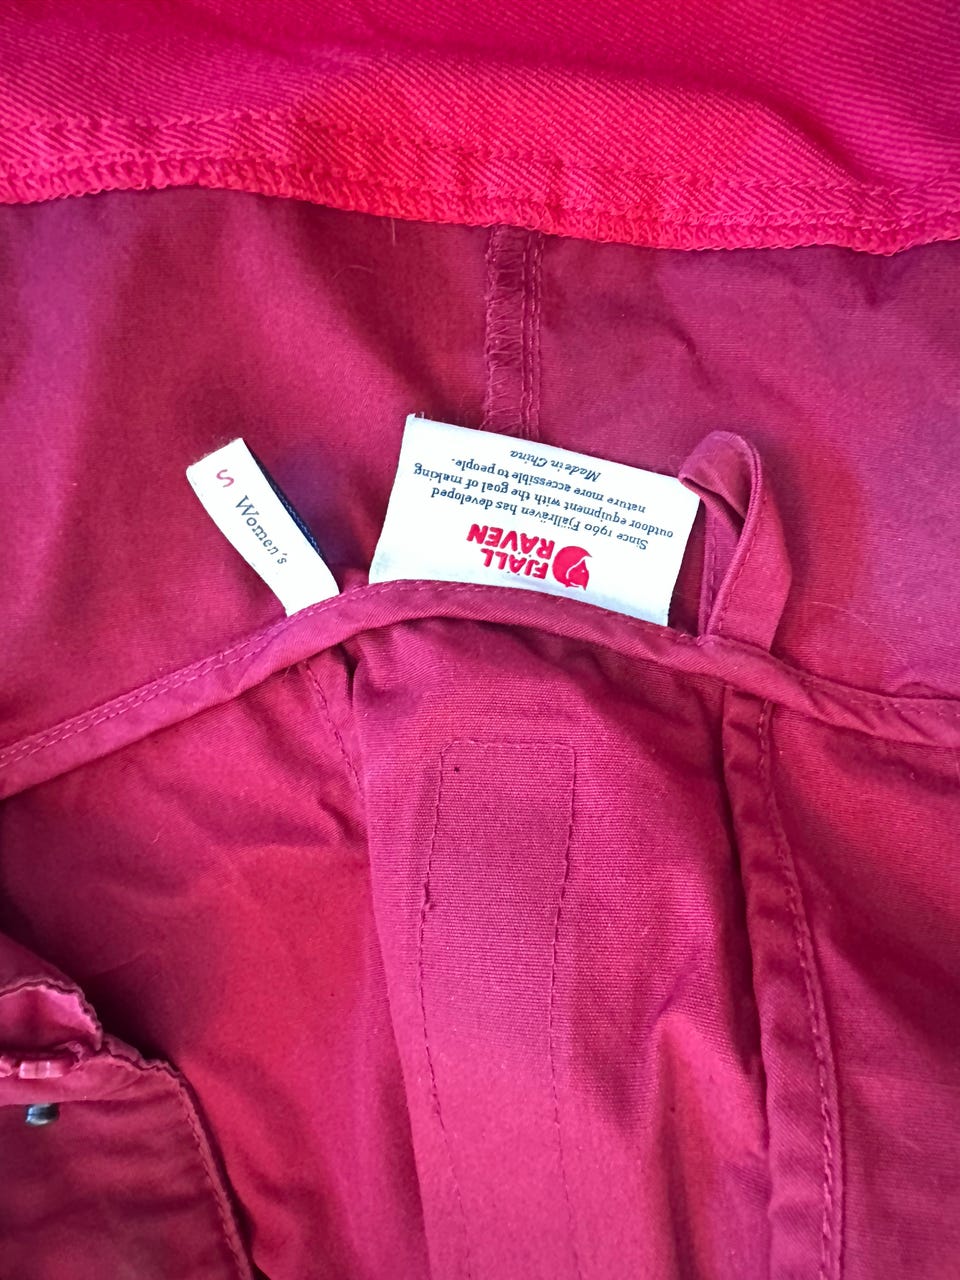 S
Women's
FJÄLL
RAVEN
Since 1960 Fjällräven has developed
outdoor equipment with the goal of making
nature more accessible to people.
Made in China